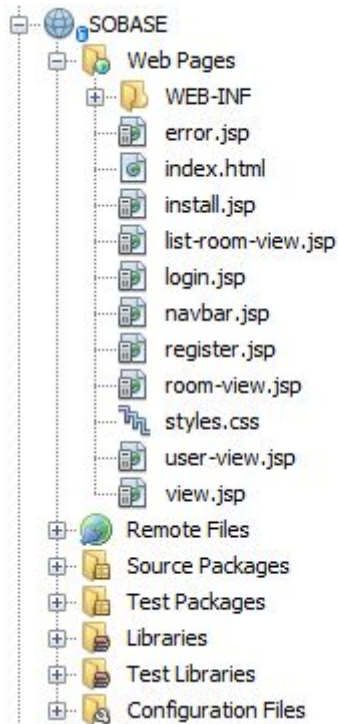 SOBASE
Web Pages
WEB-INF
error.jsp
index.html
install.jsp
list-room-view.jsp
login.jsp
navbar.jsp
register.jsp
room-view.jsp
styles.css
user-view.jsp
view.jsp
Remote Files
Source Packages
Test Packages
Libraries
Test Libraries
Configuration Files